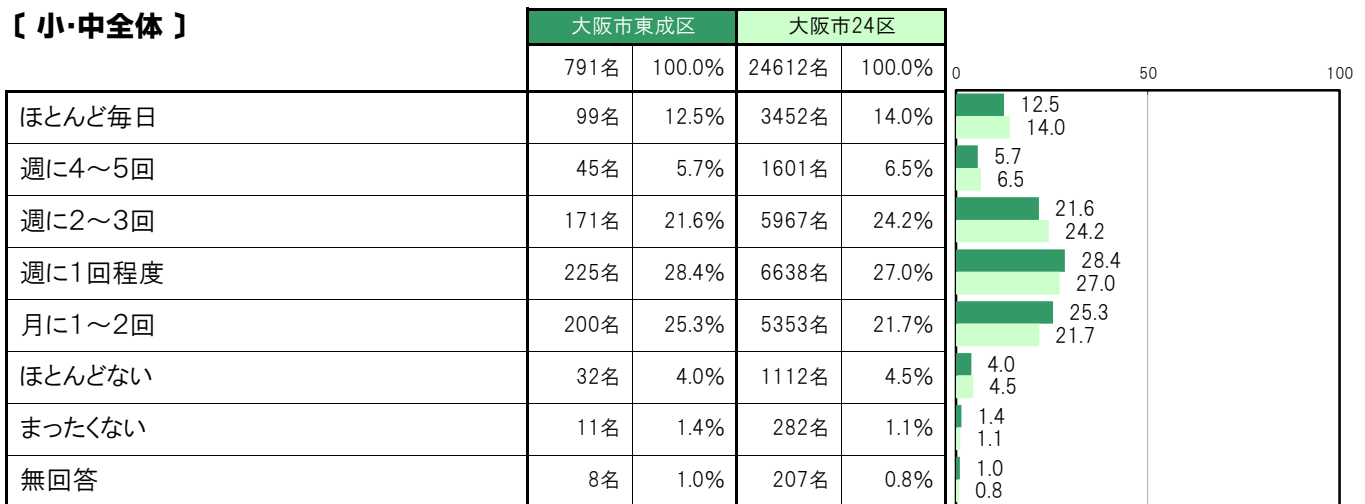 〔 小・中全体 〕
大阪市東成区 大阪市24区
791名 100.0% 24612名 100.0%
0 50 100
ほとんど毎日 99名 12.5% 3452名 14.0%
12.5
14.0
週に4～5回 45名 5.7% 1601名 6.5%
5.7
6.5
週に2～3回 171名 21.6% 5967名 24.2%
21.6
24.2
週に1回程度 225名 28.4% 6638名 27.0%
28.4
27.0
月に1～2回 200名 25.3% 5353名 21.7%
25.3
21.7
ほとんどない 32名 4.0% 1112名 4.5%
4.0
4.5
まったくない 11名 1.4% 282名 1.1%
1.4
1.1
無回答 8名 1.0% 207名 0.8%
1.0
0.8